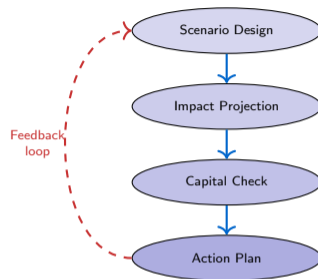 Scenario Design
Impact Projection
Feedback
loop
Capital Check
Action Plan